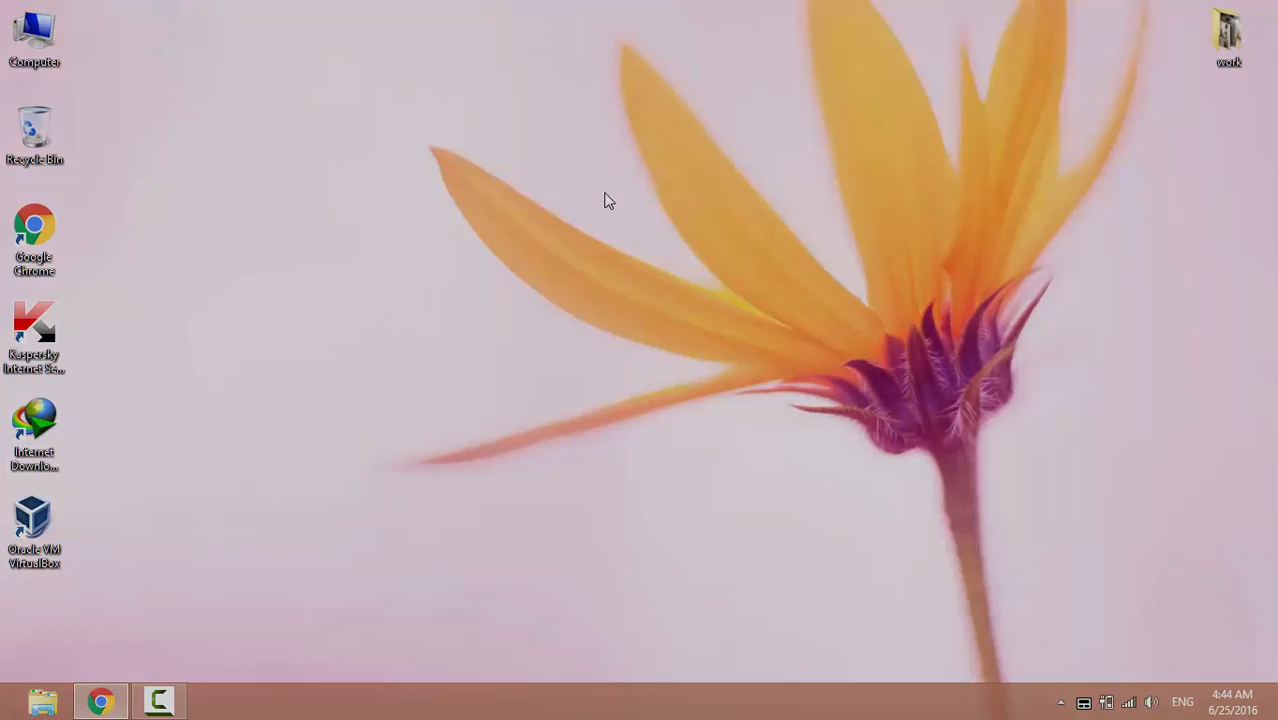 Computer
work
Recycle Bin
Google
Chrome
Kaspersky
Internet Se...
Internet
Downlo...
Oracle VM
VirtualBox
ENG
4:44 AM
6/25/2016